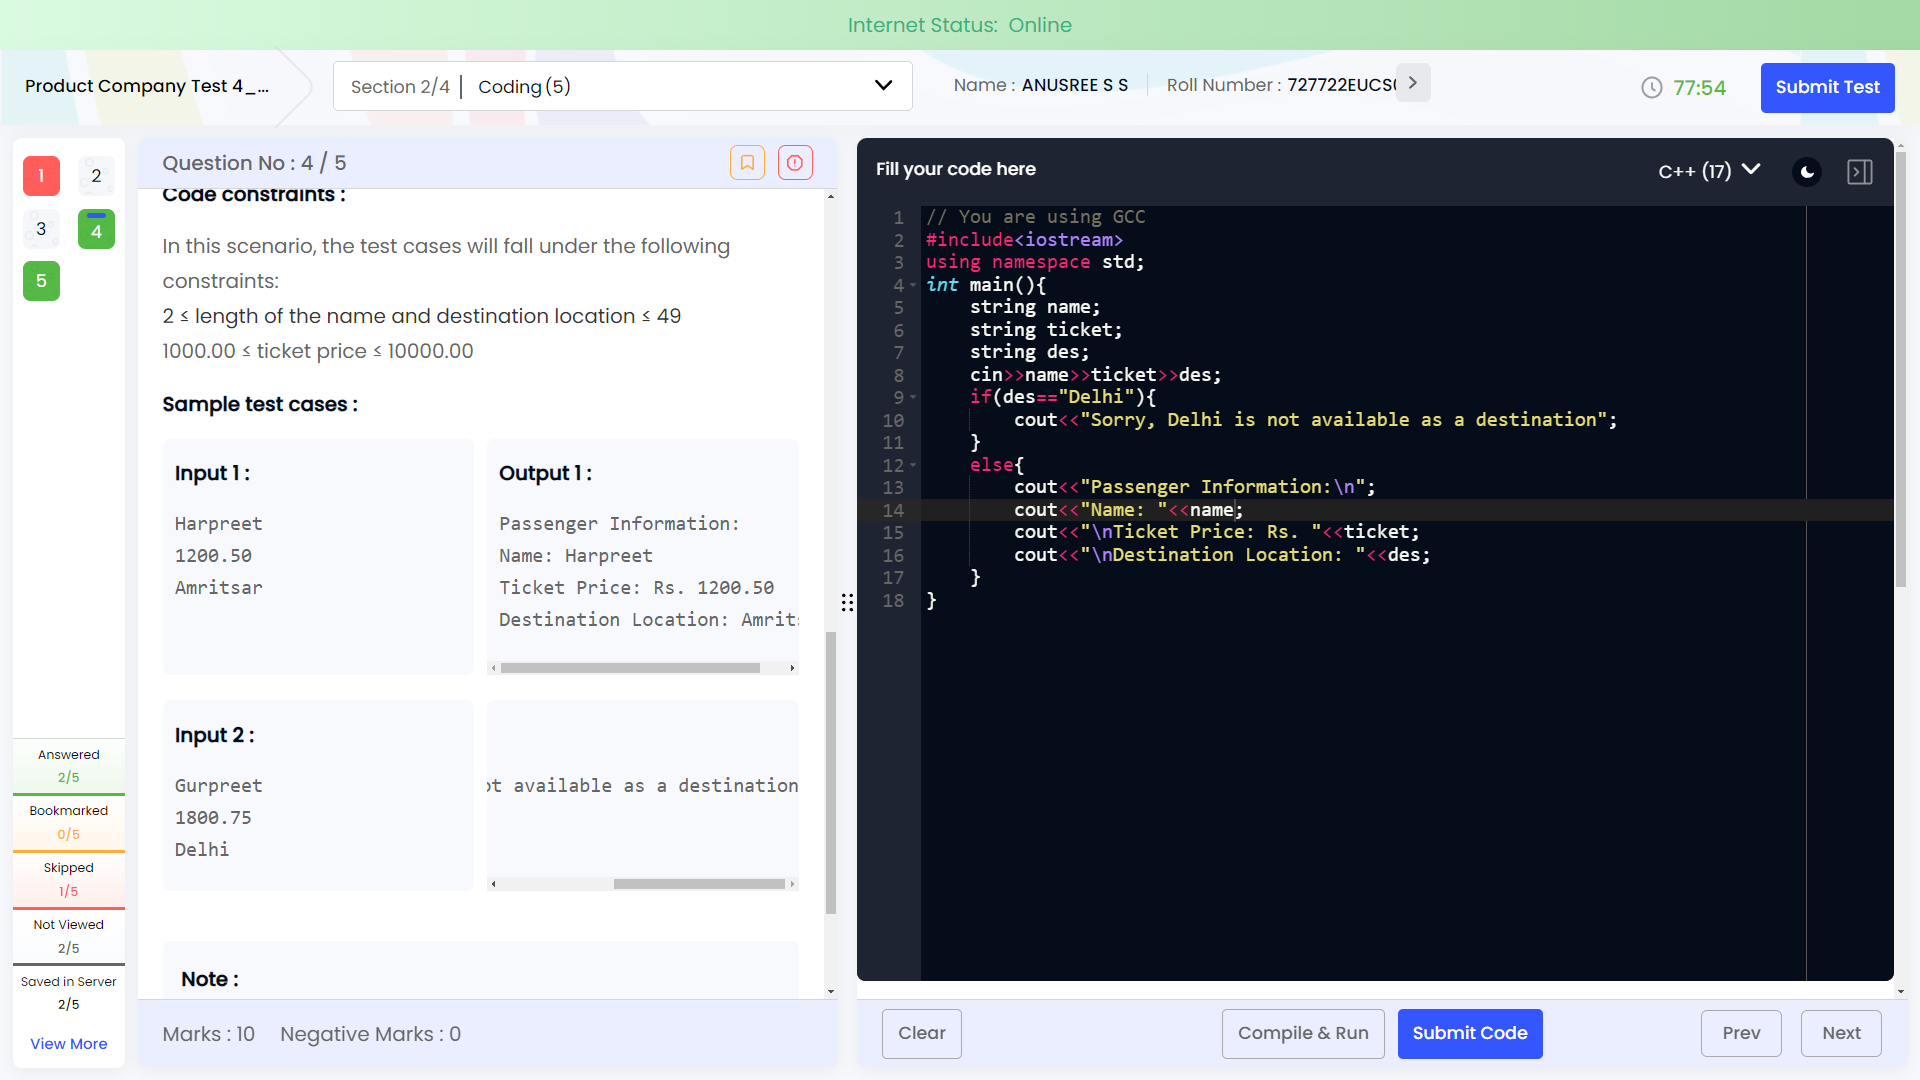 Internet Status: Online
Product Company Test 4_...
Section 2/4 | Coding (5)
Name : ANUSREE S S
Roll Number : 727722EUCS
77:54
Submit Test
1
2
3
4
5
Answered
2/5
Bookmarked
0/5
Skipped
1/5
Not Viewed
2/5
Saved in Server
2/5
View More
Question No : 4 / 5
Code constraints :
In this scenario, the test cases will fall under the following
constraints:
2 ≤ length of the name and destination location ≤ 49
1000.00 ≤ ticket price ≤ 10000.00
Sample test cases :
Input 1 :
Harpreet
1200.50
Amritsar
Output 1 :
Passenger Information:
Name: Harpreet
Ticket Price: Rs. 1200.50
Destination Location: Amrit
Input 2 :
Gurpreet
1800.75
Delhi
ot available as a destination
Note :
Marks : 10 Negative Marks : 0
Fill your code here
C++ (17)
1 // You are using GCC
2 #include<iostream>
3 using namespace std;
4 int main(){
5 string name;
6 string ticket;
7 string des;
8 cin>>name>>ticket>>des;
9 if(des=="Delhi"){
10 cout<<"Sorry, Delhi is not available as a destination";
11 }
12 else{
13 cout<<"Passenger Information:\n";
14 cout<<"Name: "<<name;
15 cout<<"\nTicket Price: Rs. "<<ticket;
16 cout<<"\nDestination Location: "<<des;
17 }
18 }
Clear
Compile & Run
Submit Code
Prev
Next